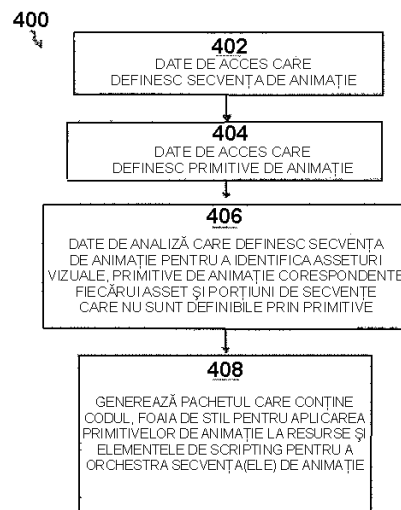 400
402
DATE DE ACCES CARE
DEFINESC SECVENȚA DE ANIMAȚIE
404
DATE DE ACCES CARE
DEFINESC PRIMITIVE DE ANIMAȚIE
406
DATE DE ANALIZĂ CARE DEFINESC SECVENȚA
DE ANIMAȚIE PENTRU A IDENTIFICA ASSETURI
VIZUALE, PRIMITIVE DE ANIMAȚIE CORESPONDENTE
FIECĂRUI ASSET ȘI PORȚIUNI DE SECVENȚE
CARE NU SUNT DEFINIBILE PRIN PRIMITIVE
408
GENEREAZĂ PACHETUL CARE CONȚINE
CODUL, FOAIA DE STIL PENTRU APLICAREA
PRIMITIVELOR DE ANIMAȚIE LA RESURSE ȘI
ELEMENTELE DE SCRIPTING PENTRU A
ORCHESTRA SECVENȚA(ELE) DE ANIMAȚIE